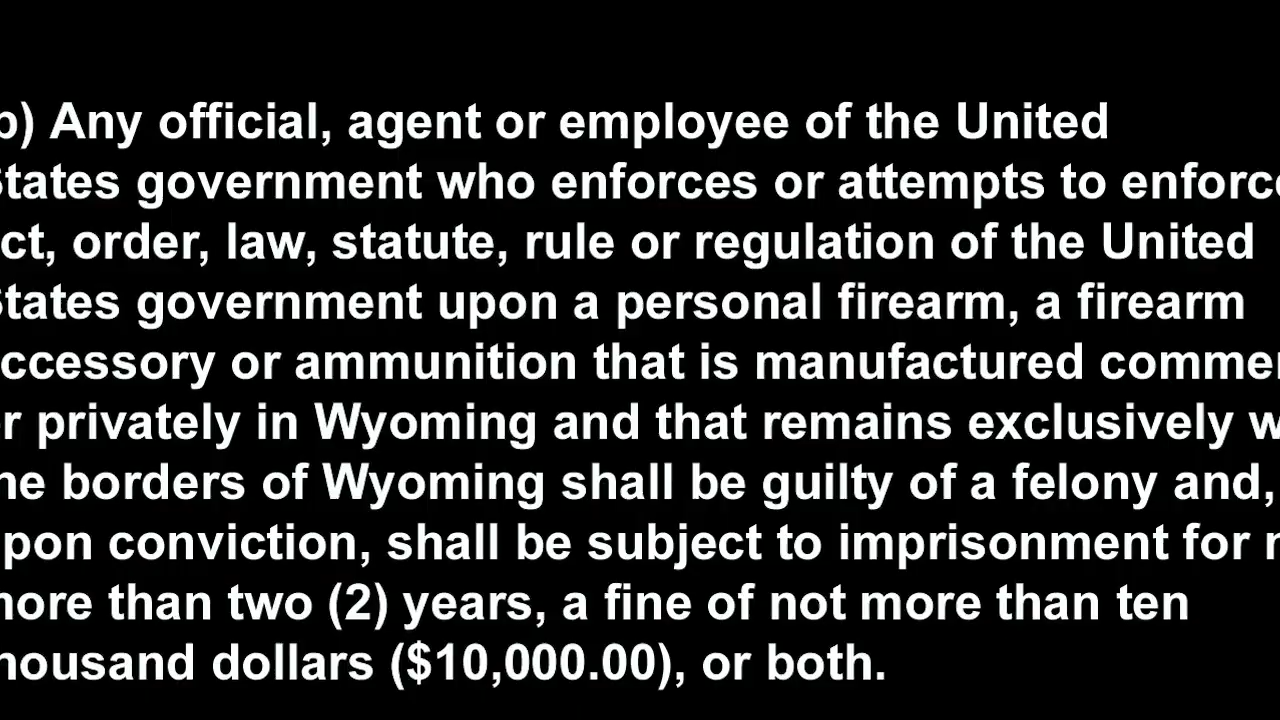 b) Any official, agent or employee of the United
States government who enforces or attempts to enforce
ct, order, law, statute, rule or regulation of the United
States government upon a personal firearm, a firearm
ccessory or ammunition that is manufactured commer
or privately in Wyoming and that remains exclusively w
he borders of Wyoming shall be guilty of a felony and,
pon conviction, shall be subject to imprisonment for n
more than two (2) years, a fine of not more than ten
housand dollars ($10,000.00), or both.